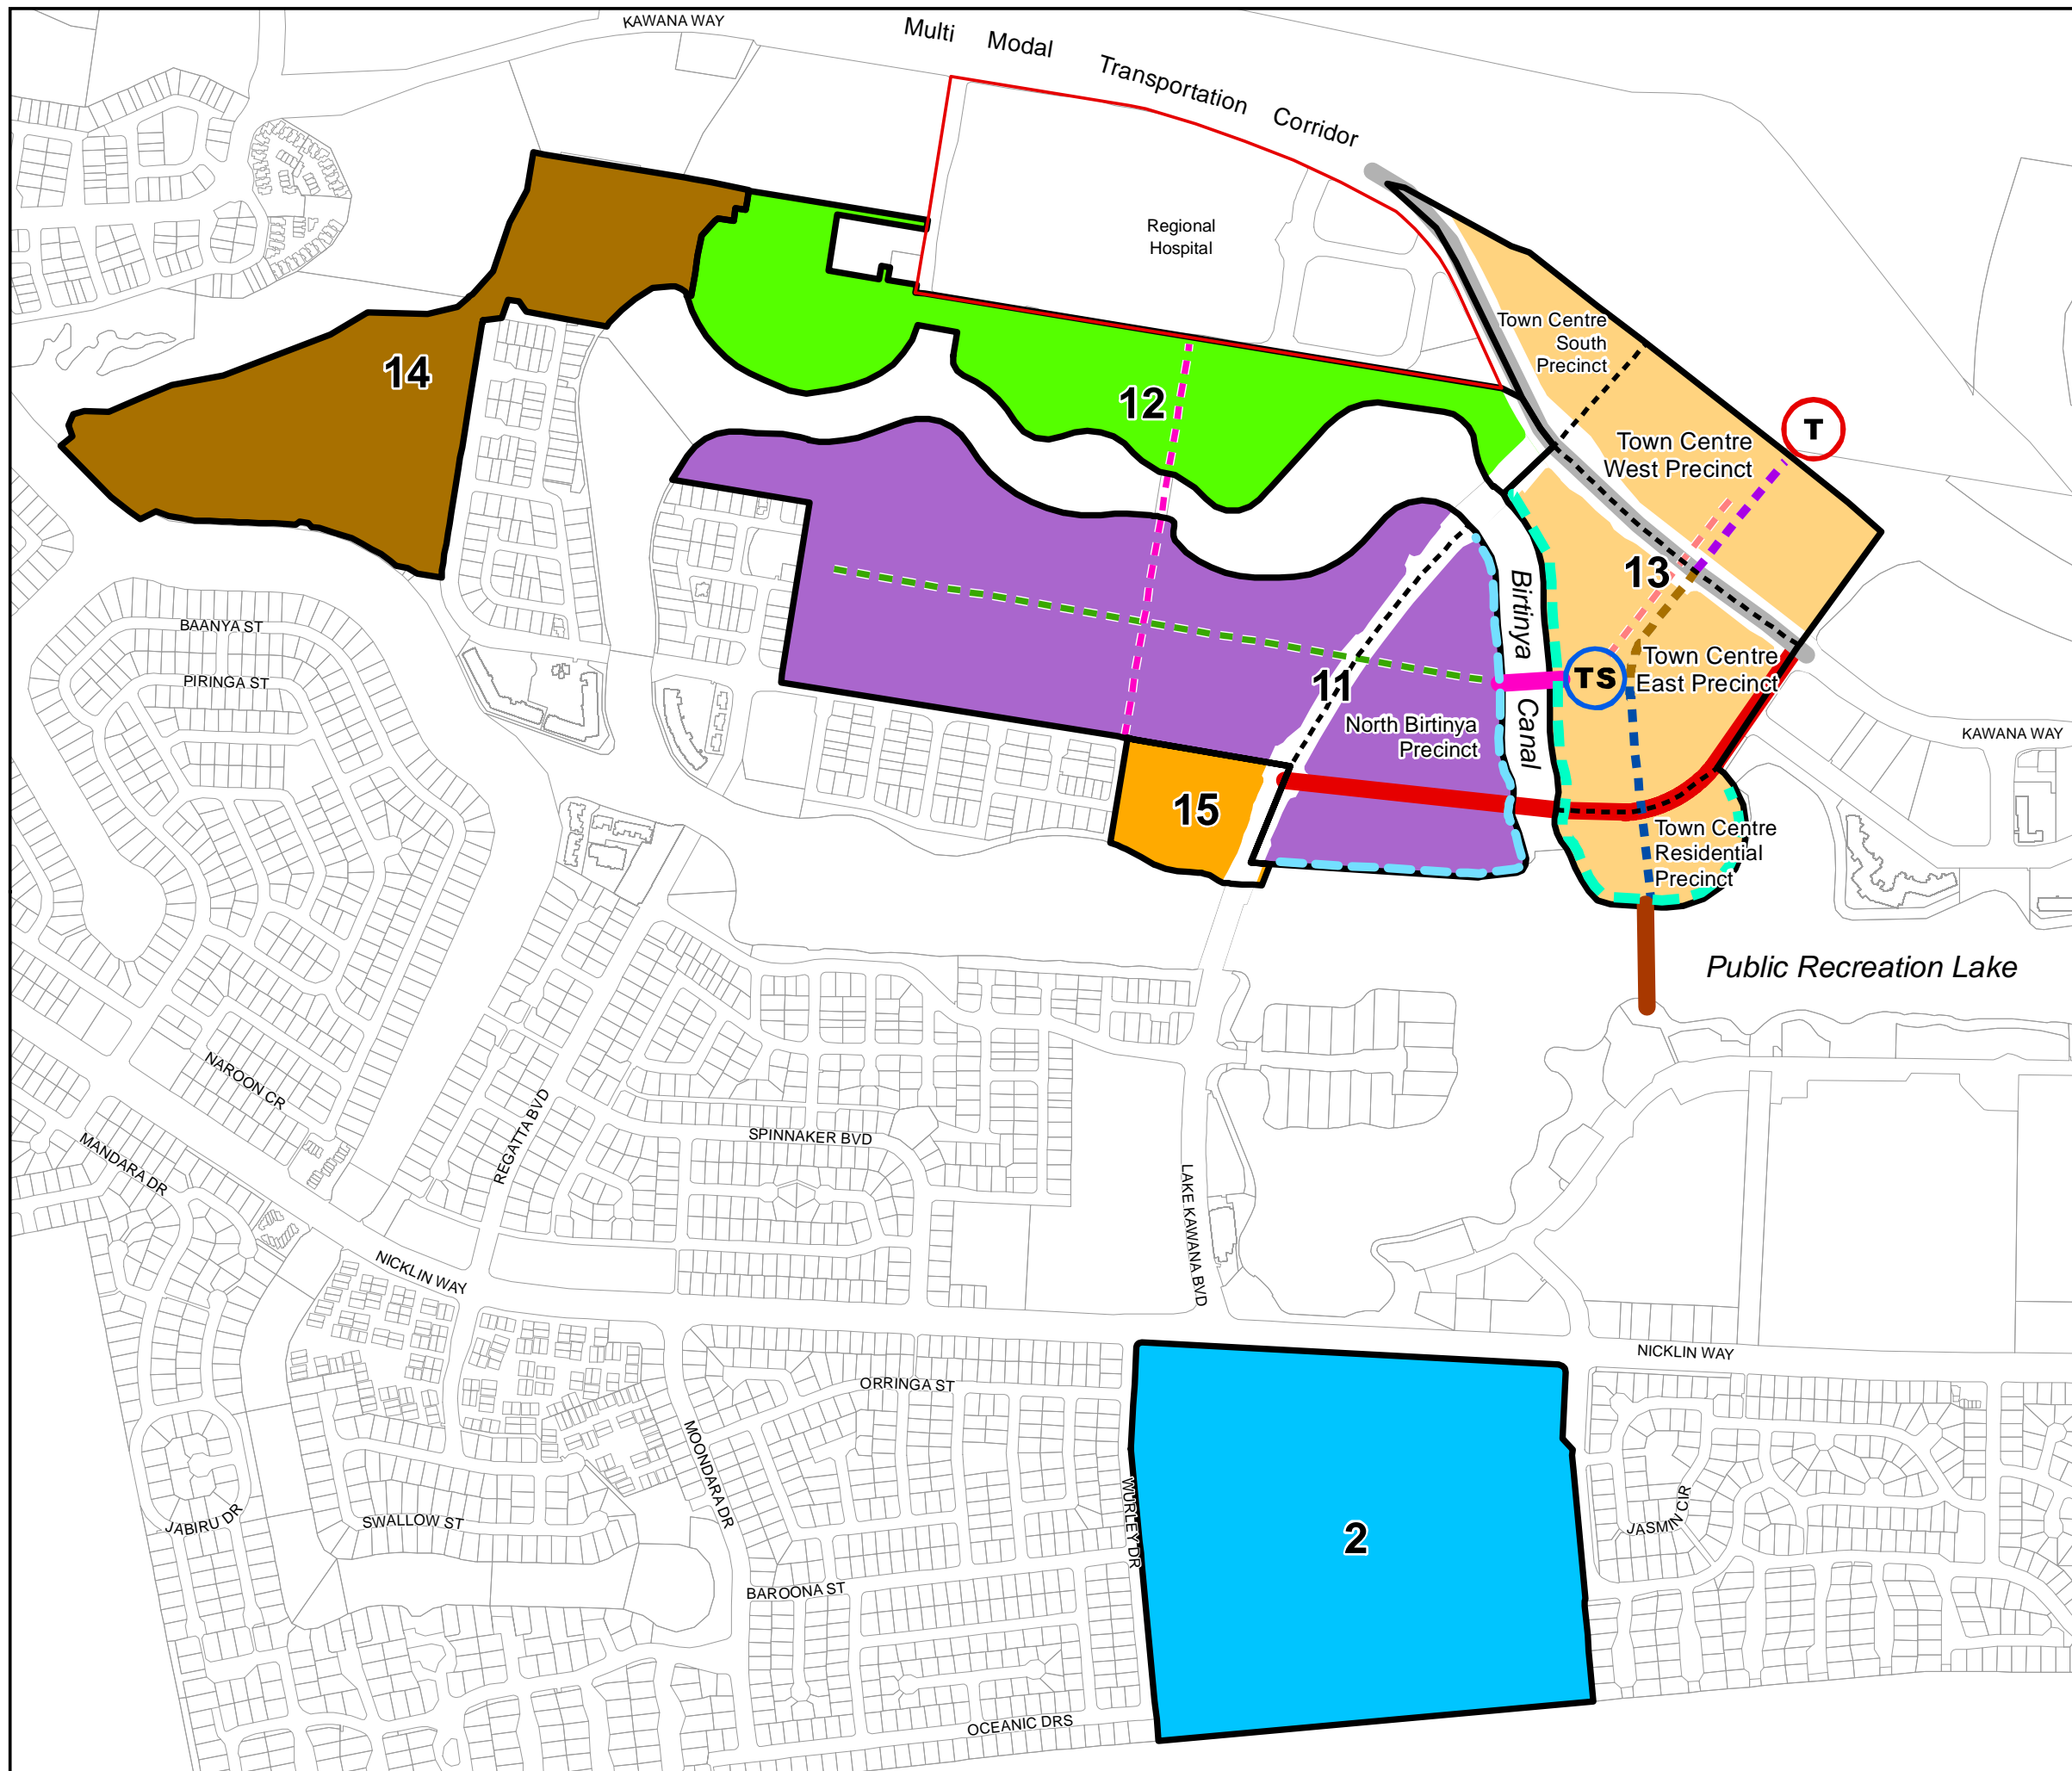 KAWANA WAY
Multi Modal Transportation Corridor
Regional
Hospital
Town Centre
South
Precinct
14
12
T
Town Centre
West Precinct
13
Birtinya Canal
TS
Town Centre
East Precinct
BAANYA ST
PIRINGA ST
11
North Birtinya
Precinct
KAWANA WAY
15
Town Centre
Residential
Precinct
Public Recreation Lake
NAROON CR
MANDARA DR
REGATTA BVD
SPINNAKER BVD
LAKE KAWANA BVD
NICKLIN WAY
NICKLIN WAY
ORRINGA ST
MOONDARA DR
WURLEY DR
JABIRU DR
SWALLOW ST
2
JASMIN CIR
BAROONA ST
OCEANIC DRS